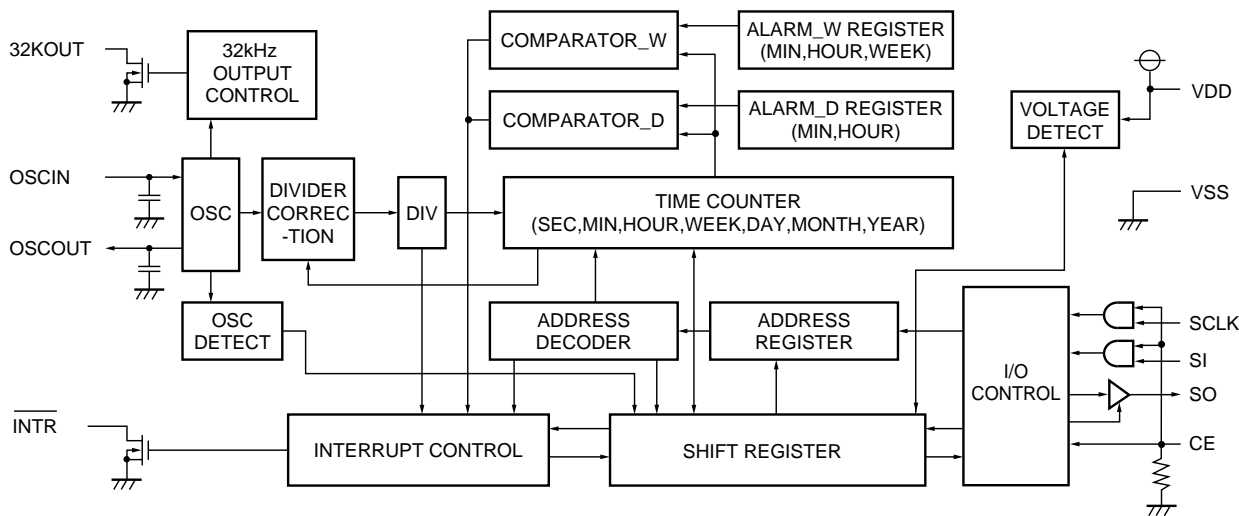 32KOUT
32kHz
OUTPUT
CONTROL
COMPARATOR_W
ALARM_W REGISTER
(MIN,HOUR,WEEK)
COMPARATOR_D
ALARM_D REGISTER
(MIN,HOUR)
VOLTAGE
DETECT
VDD
VSS
OSCIN
OSCOUT
OSC
DIVIDER
CORREC
-TION
DIV
TIME COUNTER
(SEC,MIN,HOUR,WEEK,DAY,MONTH,YEAR)
OSC
DETECT
ADDRESS
DECODER
ADDRESS
REGISTER
I/O
CONTROL
SCLK
SI
SO
CE
INTR
INTERRUPT CONTROL
SHIFT REGISTER